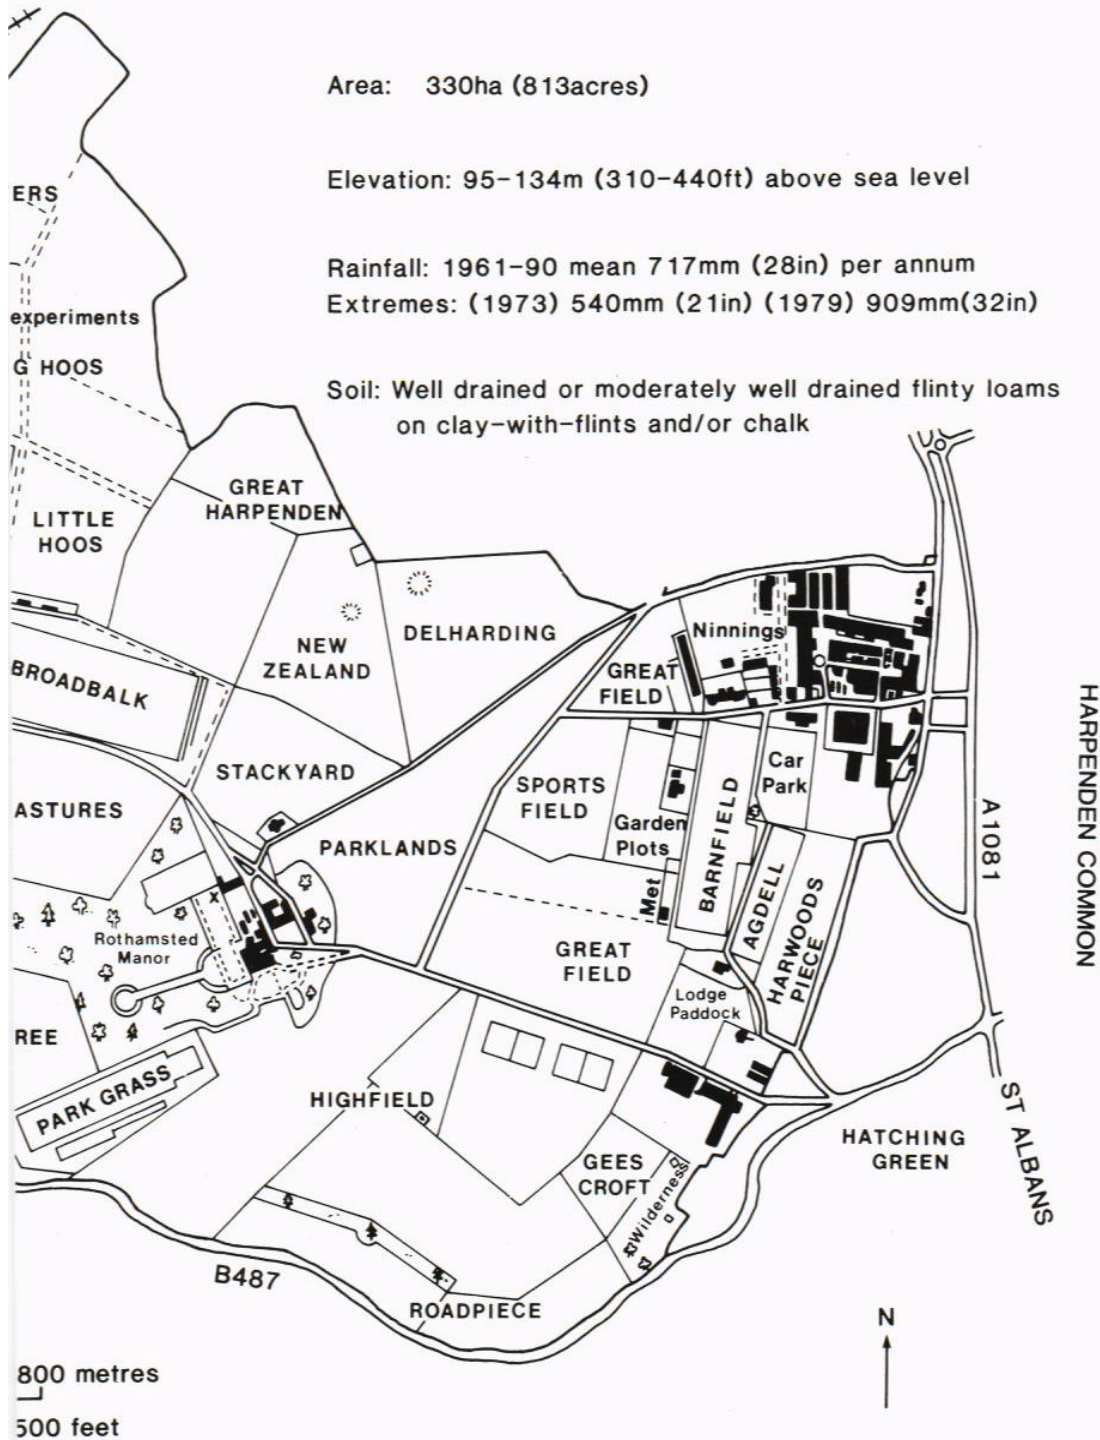 Area: 330ha (813acres)
Elevation: 95-134m (310-440ft) above sea level
Rainfall: 1961-90 mean 717mm (28in) per annum
Extremes: (1973) 540mm (21in) (1979) 909mm(32in)
Soil: Well drained or moderately well drained flinty loams
on clay-with-flints and/or chalk
ERS
experiments
G HOOS
GREAT
HARPENDEN
LITTLE
HOOS
NEW
ZEALAND
DELHARDING
BROADBALK
STACKYARD
ASTURES
PARKLANDS
Ninnings
GREAT
FIELD
SPORTS
FIELD
Garden
Plots
Car
Park
BARNFIELD
Met
AGDELL
HARWOODS
PIECE
A1081
HARPENDEN COMMON
Rothamsted
Manor
X
GREAT
FIELD
Lodge
Paddock
REE
PARK GRASS
HIGHFIELD
GEES
CROFT
Wilderness
HATCHING
GREEN
ST ALBANS
B487
ROADPIECE
N
800 metres
500 feet